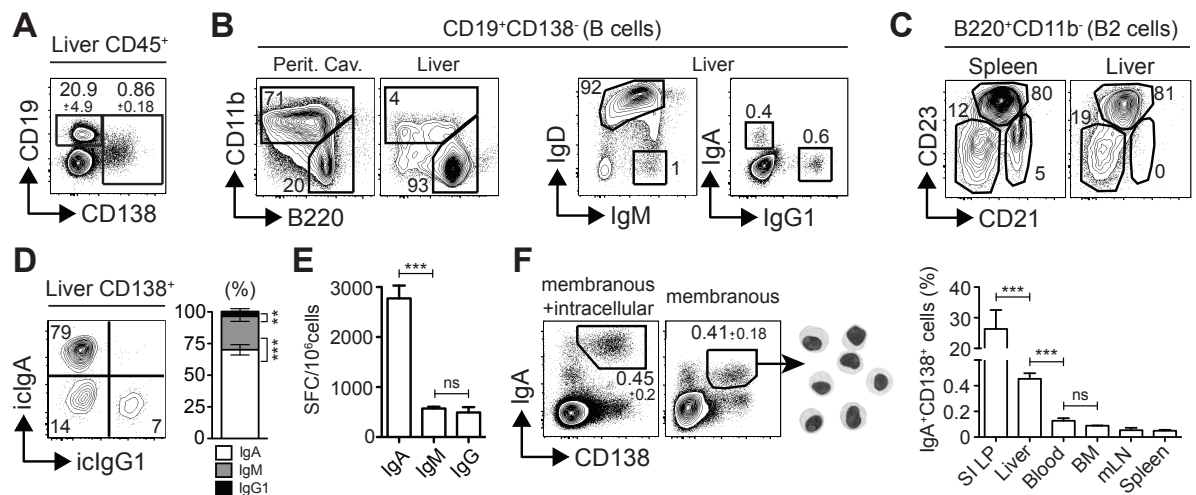 A
Liver CD45+
20.9
±4.9
0.86
±0.18
CD19
CD138
B
CD19+CD138- (B cells)
Perit. Cav.
Liver
71
20
4
93
CD11b
B220
Liver
92
1
IgD
IgM
0.4
0.6
IgA
IgG1
C
B220+CD11b- (B2 cells)
Spleen
Liver
12
80
5
19
81
0
CD23
CD21
D
Liver CD138+
(%)
79
14
7
icIgA
icIgG1
100
75
50
25
0
**
***
IgA
IgM
IgG1
E
SFC/10^6cells
3000
2000
1000
0
***
ns
IgA
IgM
IgG
F
membranous
+intracellular
membranous
0.45
±0.2
0.41±0.18
IgA
CD138
IgA+CD138+ cells (%)
40
30
20
0.4
0.2
0
***
***
ns
SI LP
Liver
Blood
BM
mLN
Spleen